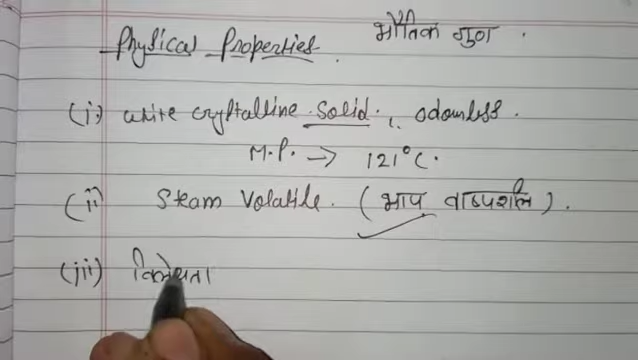 Physical Properties. भौतिक गुण.
(i) white crystalline solid, odourless.
M.P. → 121°C.
(ii) Steam Volatile. (भाप वाष्पशील).
(iii) विलेयता